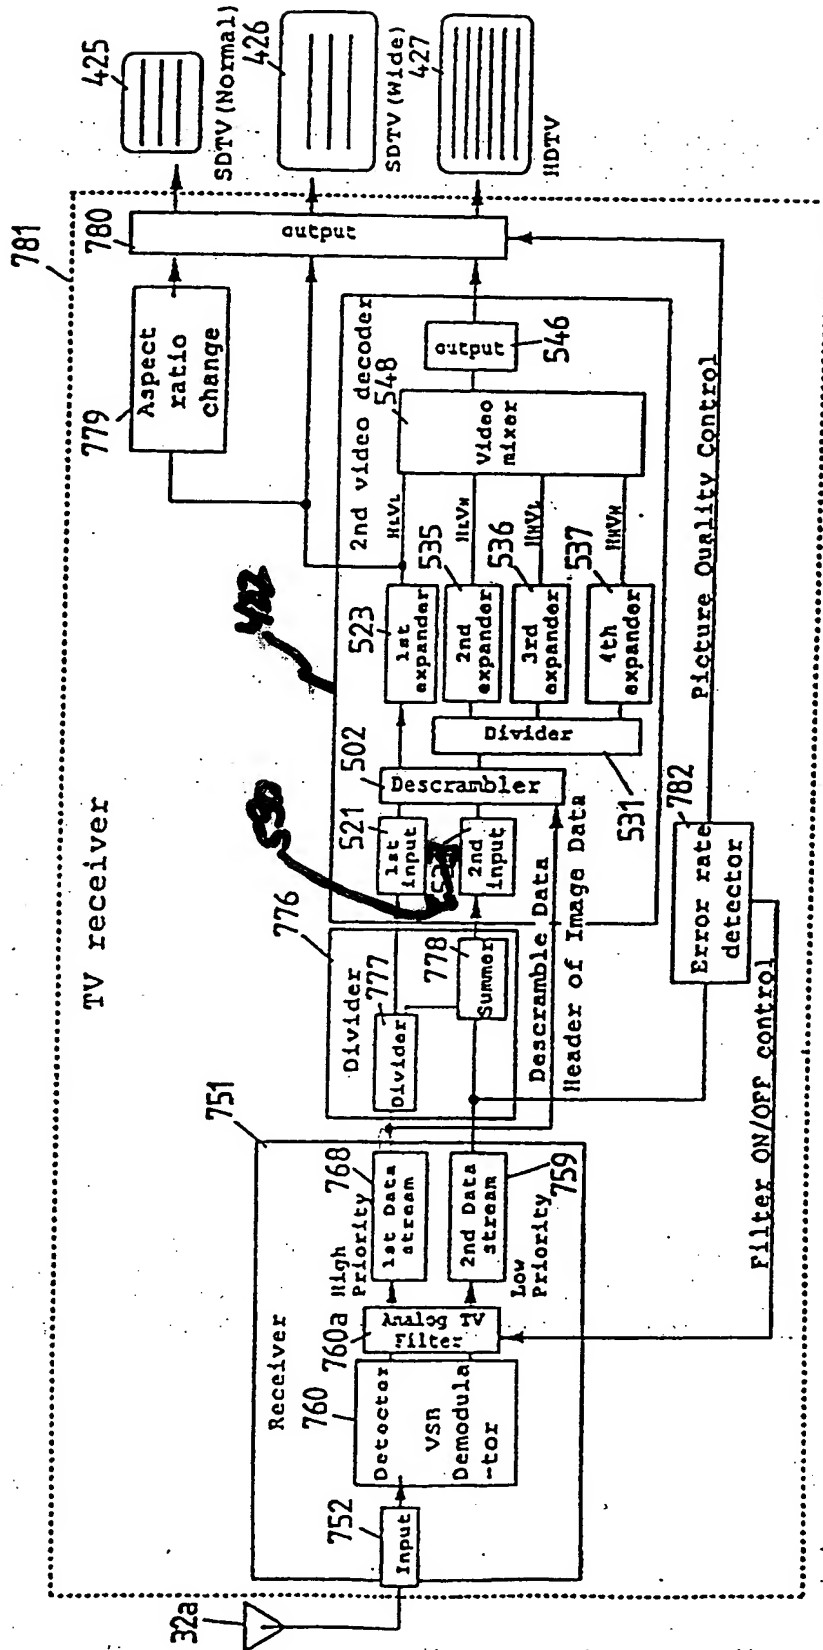 TV receiver
781
32a
Receiver
751
752
Input
760
Detoctor
VSB
Demodula
-tor
760a
Analog TV
Filter
High
Priority
768
1st Data
stream
2nd Data
stream
759
Low
Priority
776
Divider
777
Divider
778
Summer
Descramble Data
Header of Image Data
422
2nd video decoder
521
1st
input
2nd
input
502
Descrambler
Divider
531
523
1st
expander
535
2nd
expander
536
3rd
expander
537
4th
expander
HLVL
HLVH
HHVL
HHVH
548
Video
mixer
output
546
779
Aspect
ratio
change
780
output
425
SDTV(Normal)
426
SDTV(Wide)
427
HDTV
782
Error rate
detector
Filter ON/OFF control
Picture Quality Control